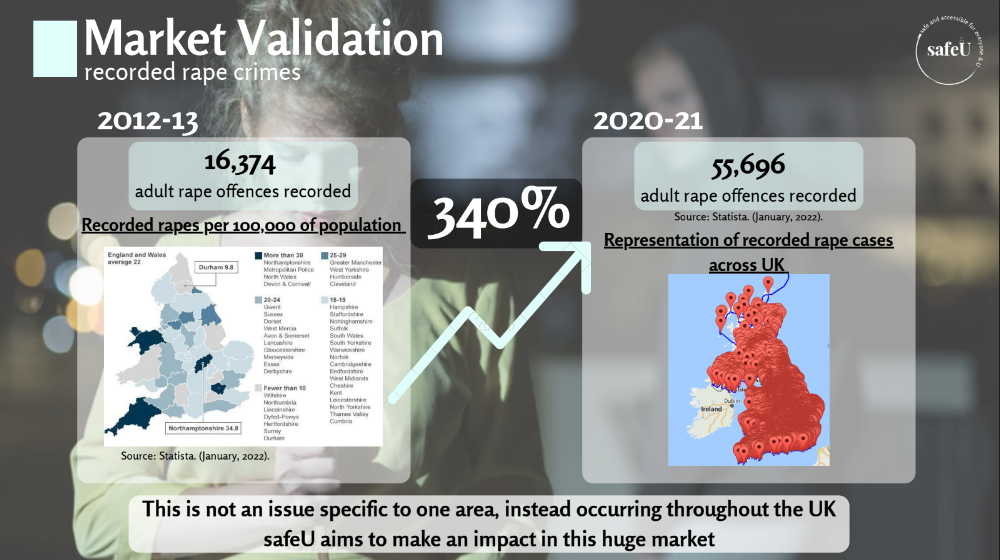 Market Validation
recorded rape crimes
safe and accessible for everyone & U
safeU
2012-13
16,374
adult rape offences recorded
Recorded rapes per 100,000 of population
England and Wales
average 22
Durham 9.8
Northamptonshire 34.8
More than 30
Northamptonshire
Metropolitan Police
North Wales
Devon & Cornwall
25-29
Greater Manchester
West Yorkshire
Humberside
Cleveland
20-24
Gwent
Sussex
Dorset
West Mercia
Avon & Somerset
Lancashire
Gloucestershire
Merseyside
Essex
Derbyshire
15-19
Hampshire
Staffordshire
Nottinghamshire
Suffolk
South Wales
South Yorkshire
Warwickshire
Norfolk
Cambridgeshire
Bedfordshire
West Midlands
Cheshire
Kent
Leicestershire
North Yorkshire
Thames Valley
Cumbria
Fewer than 10
Wiltshire
Northumbria
Lincolnshire
Dyfed-Powys
Hertfordshire
Surrey
Durham
Source: Statista. (January, 2022).
340%
2020-21
55,696
adult rape offences recorded
Source: Statista. (January, 2022).
Representation of recorded rape cases
across UK
Dublin
Ireland
This is not an issue specific to one area, instead occurring throughout the UK
safeU aims to make an impact in this huge market